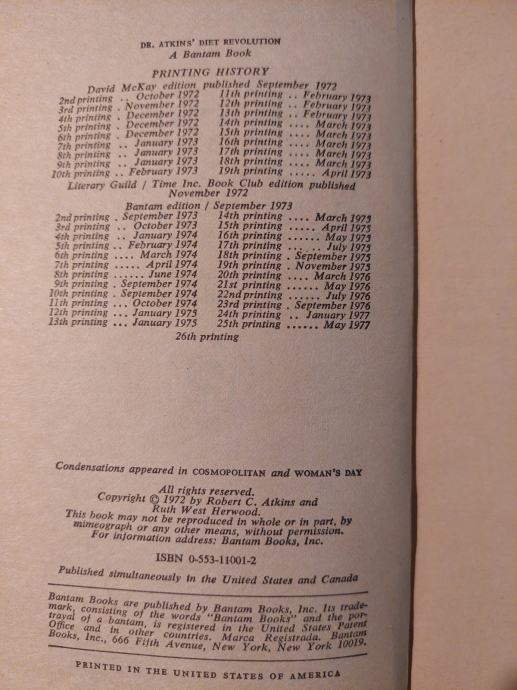 DR. ATKINS' DIET REVOLUTION
A Bantam Book
PRINTING HISTORY
David McKay edition published September 1972
2nd printing .. October 1972 11th printing .. February 1973
3rd printing . November 1972 12th printing .. February 1973
4th printing . December 1972 13th printing .. February 1973
5th printing . December 1972 14th printing .... March 1973
6th printing . December 1972 15th printing .... March 1973
7th printing .. January 1973 16th printing .... March 1973
8th printing .. January 1973 17th printing .... March 1973
9th printing .. January 1973 18th printing .... March 1973
10th printing .. February 1973 19th printing ..... April 1973
Literary Guild / Time Inc. Book Club edition published
November 1972
Bantam edition / September 1973
2nd printing . September 1973 14th printing .... March 1975
3rd printing .. October 1973 15th printing ..... April 1975
4th printing .. January 1974 16th printing ...... May 1975
5th printing .. February 1974 17th printing ... .. July 1975
6th printing .... March 1974 18th printing . September 1975
7th printing ..... April 1974 19th printing . November 1975
8th printing ...... June 1974 20th printing .... March 1976
9th printing . September 1974 21st printing ...... May 1976
10th printing . September 1974 22nd printing ...... July 1976
11th printing ... October 1974 23rd printing . September 1976
12th printing ... January 1975 24th printing .. January 1977
13th printing ... January 1975 25th printing ...... May 1977
26th printing
Condensations appeared in COSMOPOLITAN and WOMAN'S DAY
All rights reserved.
Copyright © 1972 by Robert C. Atkins and
Ruth West Herwood.
This book may not be reproduced in whole or in part, by
mimeograph or any other means, without permission.
For information address: Bantam Books, Inc.
ISBN 0-553-11001-2
Published simultaneously in the United States and Canada
Bantam Books are published by Bantam Books, Inc. Its trade-
mark, consisting of the words "Bantam Books" and the por-
trayal of a bantam, is registered in the United States Patent
Office and in other countries. Marca Registrada. Bantam
Books, Inc., 666 Fifth Avenue, New York, New York 10019.
PRINTED IN THE UNITED STATES OF AMERICA